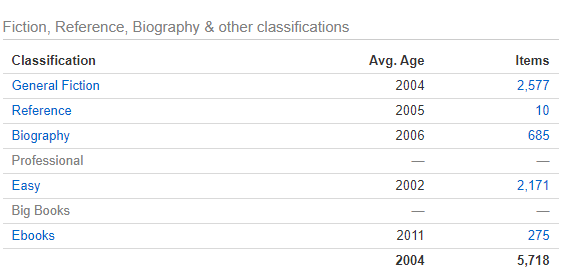 Fiction, Reference, Biography & other classifications
Classification Avg. Age Items
General Fiction 2004 2,577
Reference 2005 10
Biography 2006 685
Professional — —
Easy 2002 2,171
Big Books — —
Ebooks 2011 275
2004 5,718